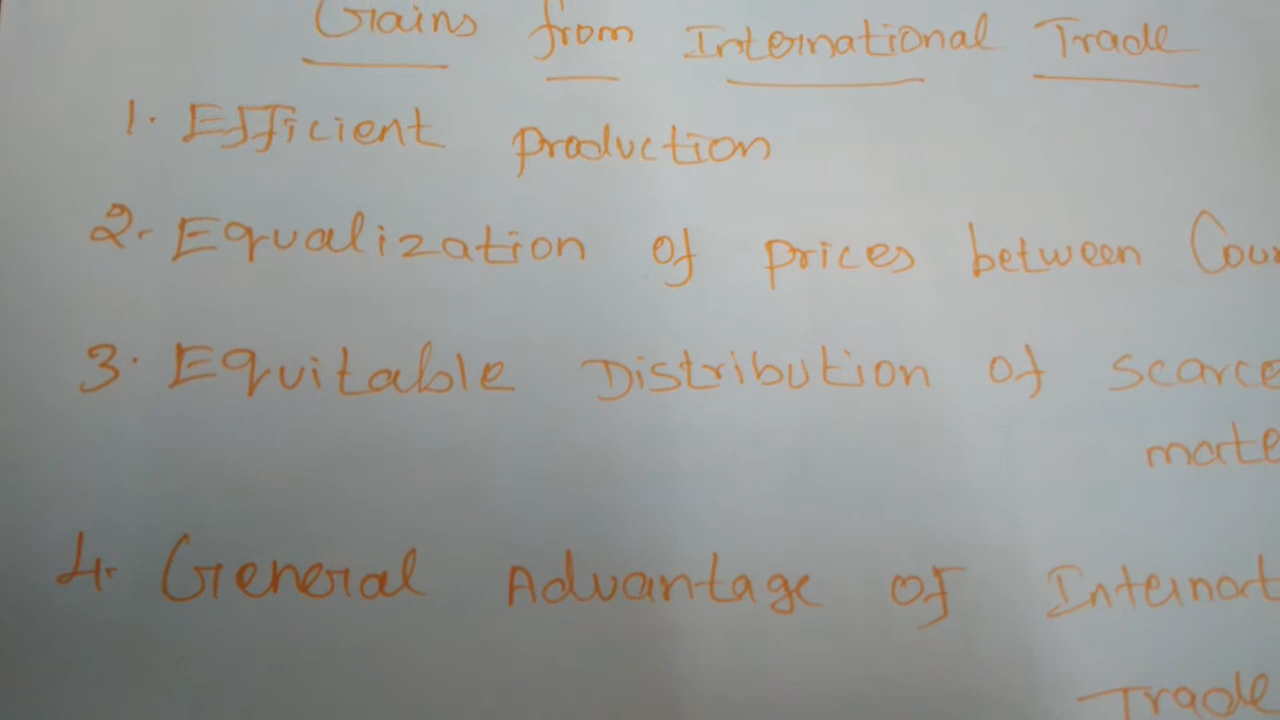 Gains from International Trade
1. Efficient production
2. Equalization of prices between Cour
3. Equitable Distribution of scarce
mate
4. General Advantage of Internat
Trade